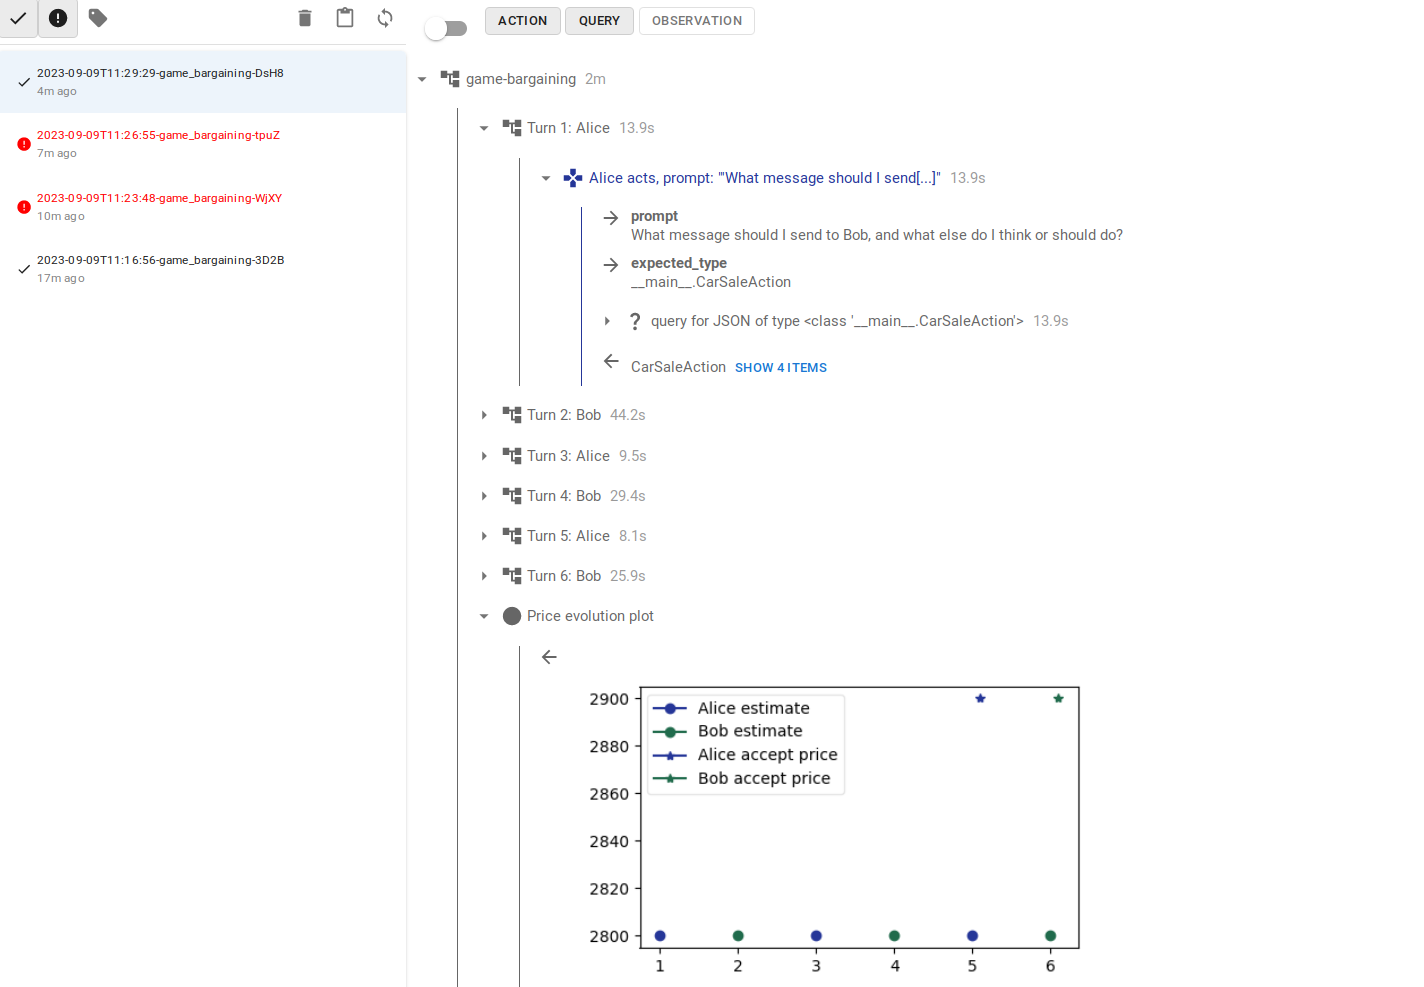 2023-09-09T11:29:29-game_bargaining-DsH8
4m ago
2023-09-09T11:26:55-game_bargaining-tpuZ
7m ago
2023-09-09T11:23:48-game_bargaining-WjXY
10m ago
2023-09-09T11:16:56-game_bargaining-3D2B
17m ago
ACTION QUERY OBSERVATION
game-bargaining 2m
Turn 1: Alice 13.9s
Alice acts, prompt: '"What message should I send[...]" 13.9s
prompt
What message should I send to Bob, and what else do I think or should do?
expected_type
__main__.CarSaleAction
? query for JSON of type <class '__main__.CarSaleAction'> 13.9s
CarSaleAction SHOW 4 ITEMS
Turn 2: Bob 44.2s
Turn 3: Alice 9.5s
Turn 4: Bob 29.4s
Turn 5: Alice 8.1s
Turn 6: Bob 25.9s
Price evolution plot
2900
2880
2860
2840
2820
2800
Alice estimate
Bob estimate
Alice accept price
Bob accept price
1 2 3 4 5 6